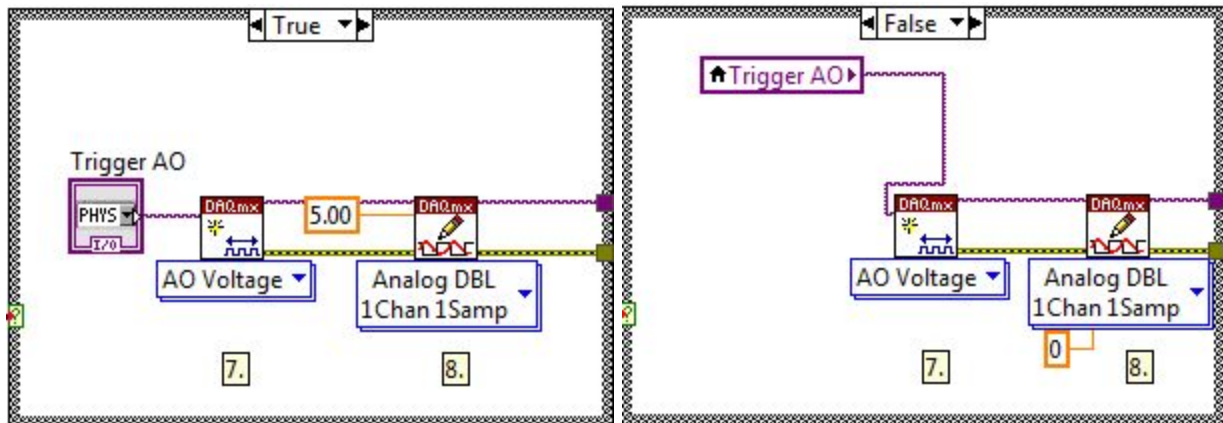 True
Trigger AO
PHYS
I/O
DAQmx
5.00
DAQmx
AO Voltage
Analog DBL
1Chan 1Samp
7.
8.
False
Trigger AO
DAQmx
DAQmx
AO Voltage
Analog DBL
1Chan 1Samp
0
7.
8.
?
?